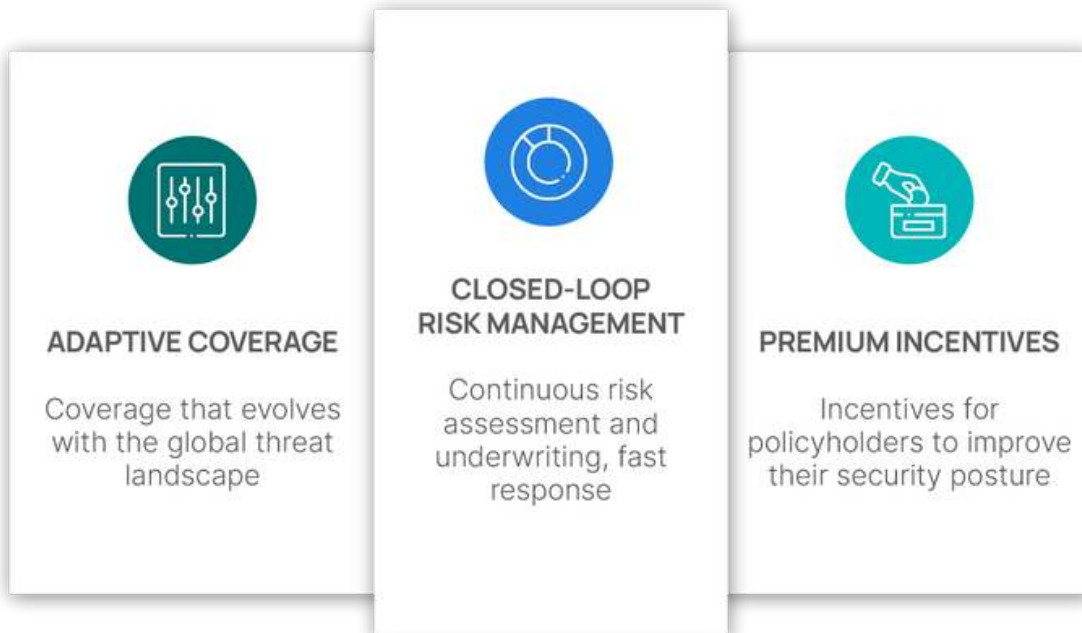 ADAPTIVE COVERAGE
Coverage that evolves
with the global threat
landscape
CLOSED-LOOP
RISK MANAGEMENT
Continuous risk
assessment and
underwriting, fast
response
PREMIUM INCENTIVES
Incentives for
policyholders to improve
their security posture